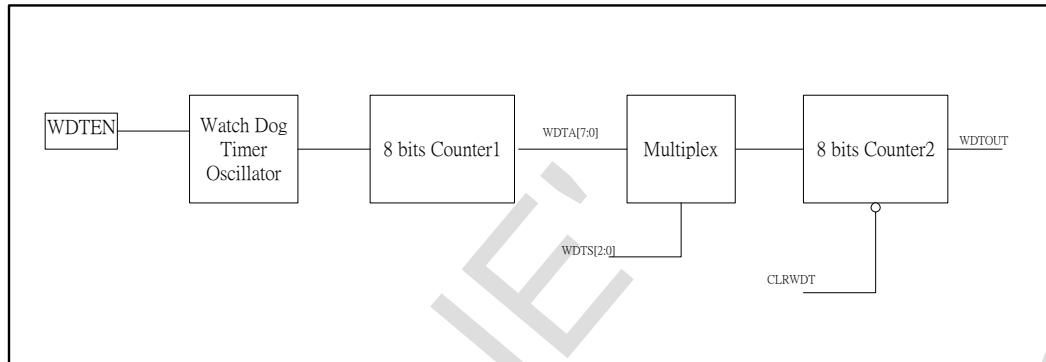 WDTEN
Watch Dog
Timer
Oscillator
8 bits Counter1
WDTA[7:0]
Multiplex
8 bits Counter2
WDTOUT
WDTS[2:0]
CLRWDT